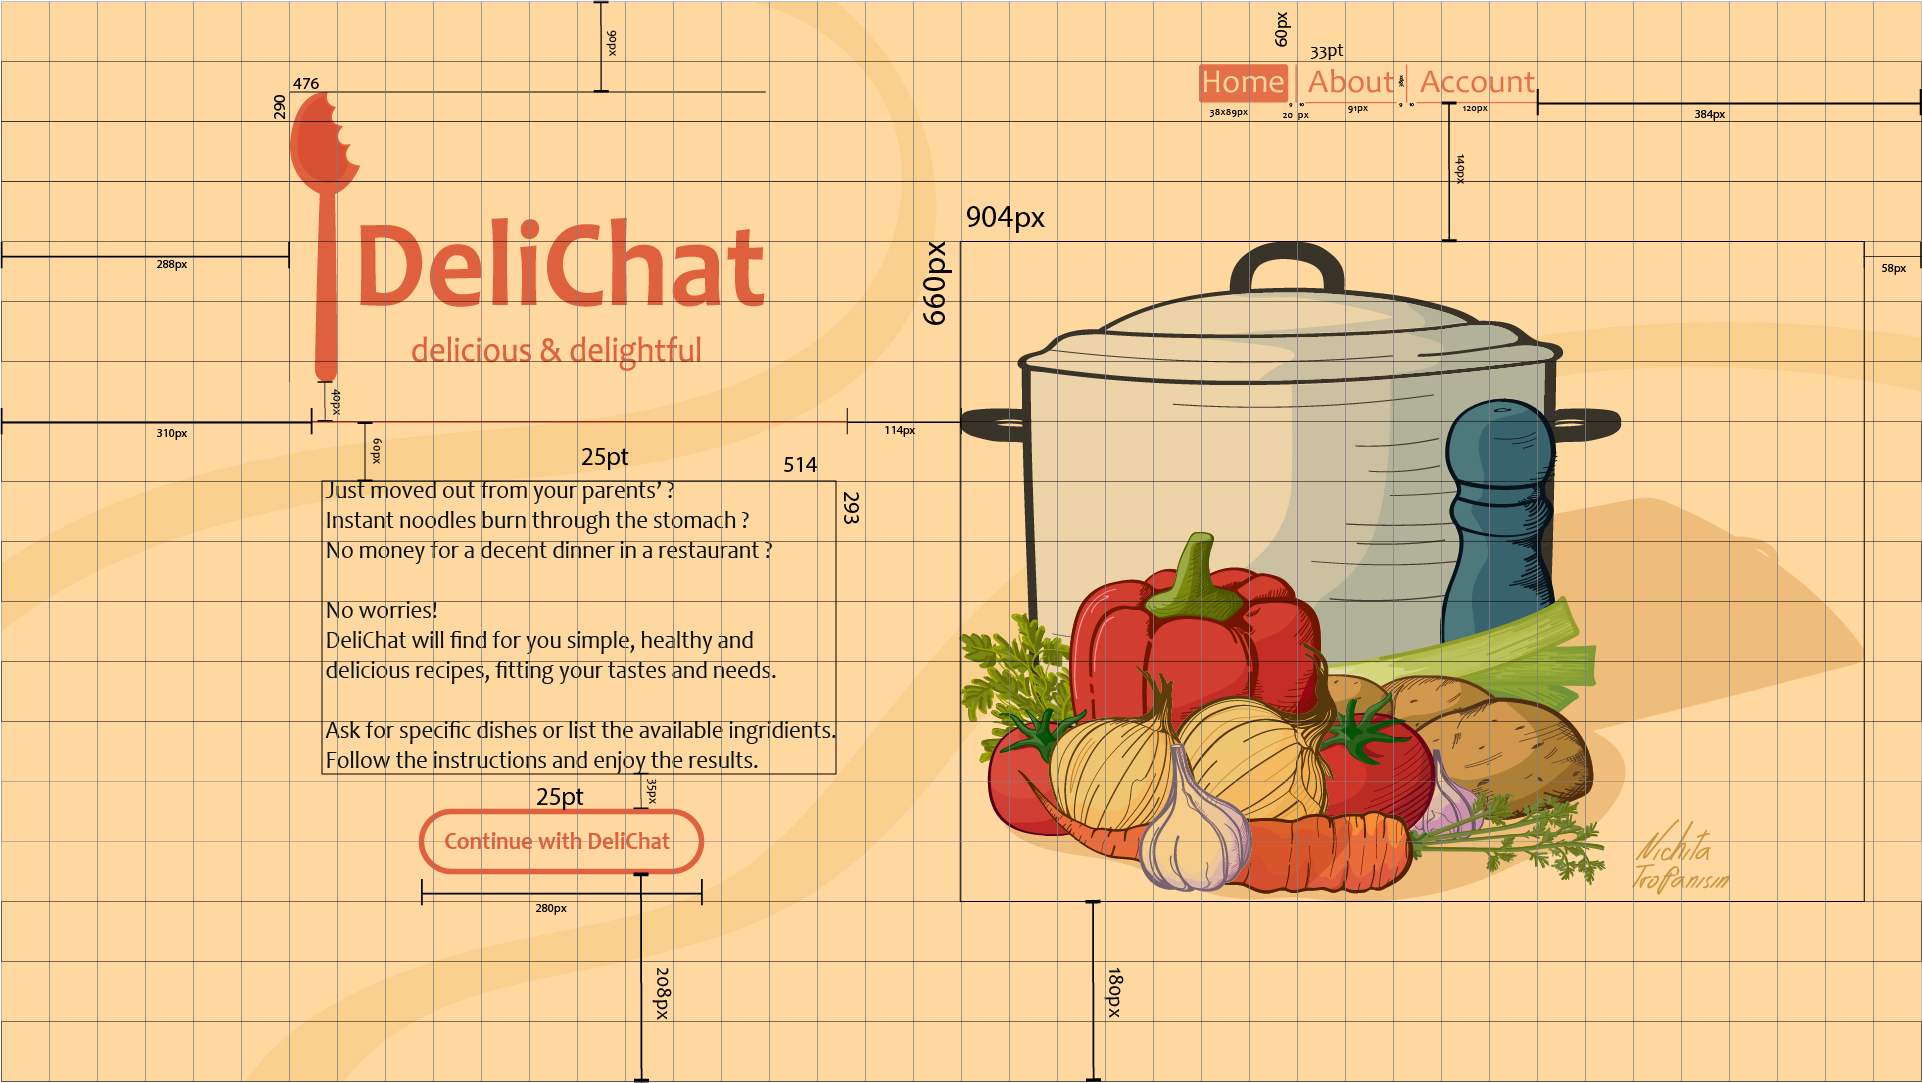 90px
60px
33pt
476
290
Home
About
Account
38x89px
20 px
91px
120px
384px
140px
904px
660px
DeliChat
288px
58px
delicious & delightful
40px
310px
114px
60px
25pt
514
293
Just moved out from your parents’ ?
Instant noodles burn through the stomach ?
No money for a decent dinner in a restaurant ?
No worries!
DeliChat will find for you simple, healthy and
delicious recipes, fitting your tastes and needs.
Ask for specific dishes or list the available ingridients.
Follow the instructions and enjoy the results.
35px
25pt
Continue with DeliChat
280px
208px
180px
Nichita